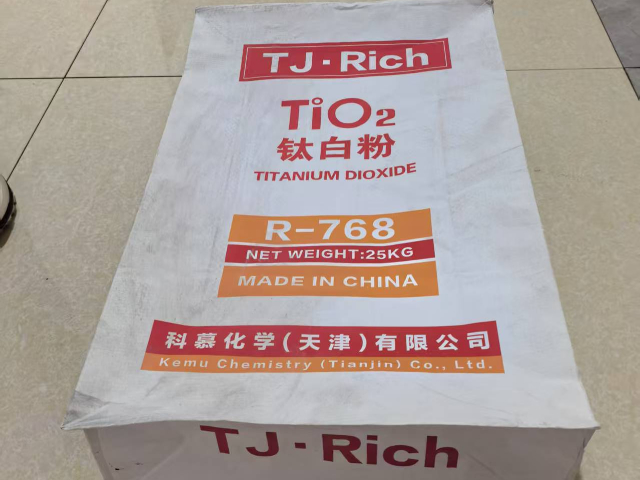 TJ·Rich
TiO2
钛白粉
TITANIUM DIOXIDE
R-768
NET WEIGHT:25KG
MADE IN CHINA
科慕化学(天津)有限公司
Kemu Chemistry (Tianjin) Co., Ltd.
TJ·Rich